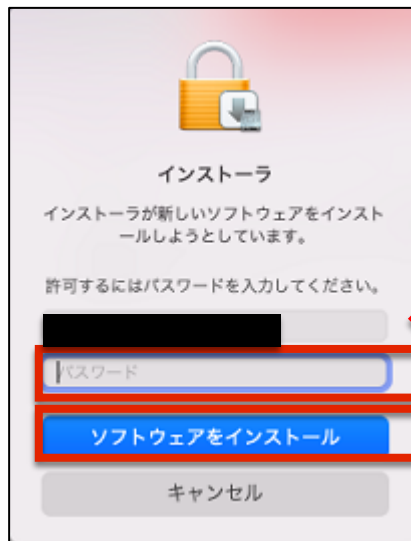 インストーラ
インストーラが新しいソフトウェアをインスト
ールしようとしています。
許可するにはパスワードを入力してください。
パスワード
ソフトウェアをインストール
キャンセル